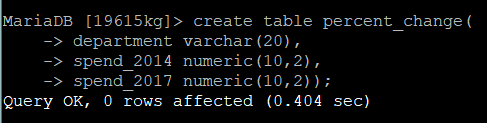 MariaDB [19615kg]> create table percent_change(
    -> department varchar(20),
    -> spend_2014 numeric(10,2),
    -> spend_2017 numeric(10,2));
Query OK, 0 rows affected (0.404 sec)